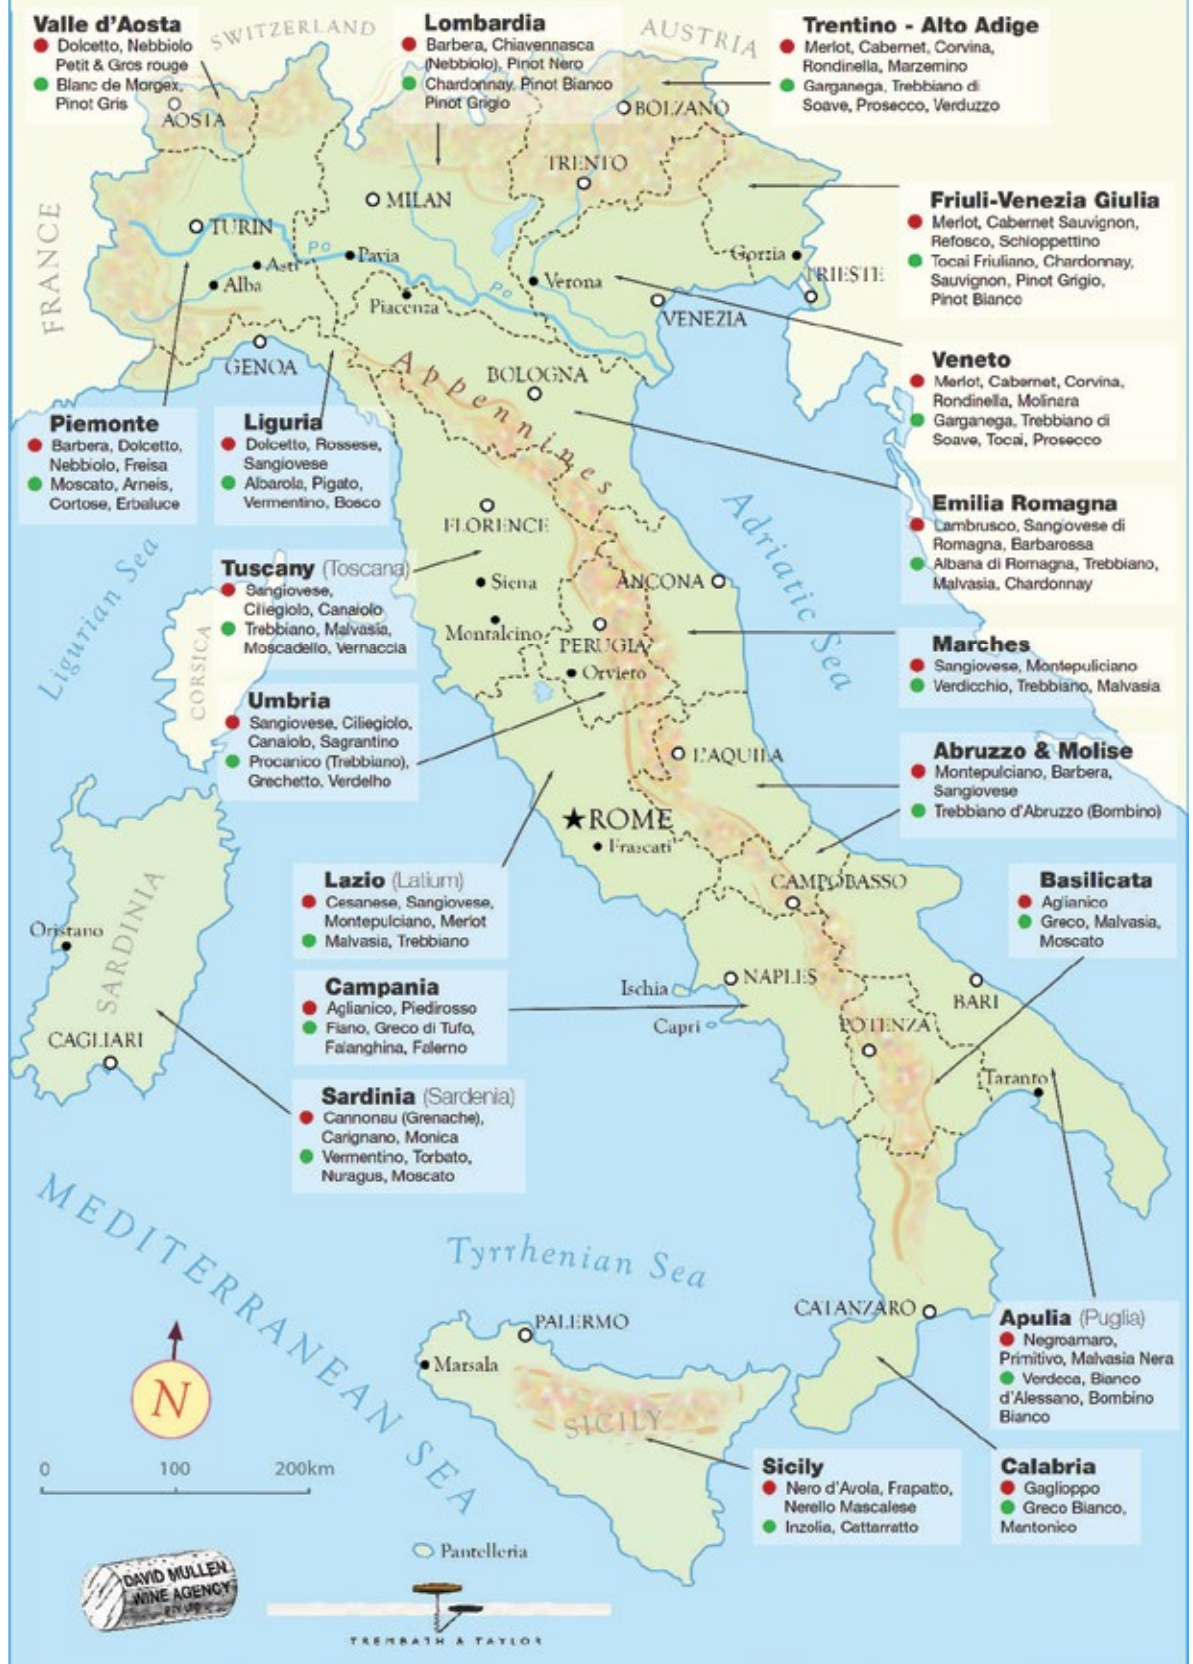 Valle d'Aosta
Dolcetto, Nebbiolo
Petit & Gros rouge
Blanc de Morgex,
Pinot Gris
SWITZERLAND
Lombardia
Barbera, Chiavennasca
(Nebbiolo), Pinot Nero
Chardonnay, Pinot Bianco
Pinot Grigio
AUSTRIA
Trentino - Alto Adige
Merlot, Cabernet, Corvina,
Rondinella, Marzemino
Garganega, Trebbiano di
Soave, Prosecco, Verduzzo
AOSTA
BOLZANO
TRENTO
MILAN
TURIN
FRANCE
Po
Pavia
Asti
Alba
Piacenza
Po
Verona
Gorzia
TRIESTE
VENEZIA
GENOA
Friuli-Venezia Giulia
Merlot, Cabernet Sauvignon,
Refosco, Schioppettino
Tocai Friuliano, Chardonnay,
Sauvignon, Pinot Grigio,
Pinot Bianco
Veneto
Merlot, Cabernet, Corvina,
Rondinella, Molinara
Garganega, Trebbiano di
Soave, Tocai, Prosecco
Appennines
BOLOGNA
Piemonte
Barbera, Dolcetto,
Nebbiolo, Freisa
Moscato, Arneis,
Cortose, Erbaluce
Liguria
Dolcetto, Rossese,
Sangiovese
Albarola, Pigato,
Vermentino, Bosco
Emilia Romagna
Lambrusco, Sangiovese di
Romagna, Barbarossa
Albana di Romagna, Trebbiano,
Malvasia, Chardonnay
FLORENCE
Adriatic Sea
Ligurian Sea
Tuscany (Toscana)
Sangiovese,
Ciliegiolo, Canaiolo
Trebbiano, Malvasia,
Moscadello, Vernaccia
Siena
ANCONA
Montalcino
PERUGIA
Orvieto
CORSICA
Marches
Sangiovese, Montepuliciano
Verdicchio, Trebbiano, Malvasia
Umbria
Sangiovese, Ciliegiolo,
Canaiolo, Sagrantino
Procanico (Trebbiano),
Grechetto, Verdelho
L'AQUILA
Abruzzo & Molise
Montepulciano, Barbera,
Sangiovese
Trebbiano d'Abruzzo (Bombino)
ROME
Frascati
Lazio (Latium)
Cesanese, Sangiovese,
Montepulciano, Merlot
Malvasia, Trebbiano
CAMPOBASSO
Basilicata
Aglianico
Greco, Malvasia,
Moscato
Oristano
SARDINIA
CAGLIARI
Campania
Aglianico, Piedirosso
Fiano, Greco di Tufo,
Falanghina, Falerno
Ischia
NAPLES
Capri
BARI
POTENZA
Taranto
Sardinia (Sardenia)
Cannonau (Grenache),
Carignano, Monica
Vermentino, Torbato,
Nuragus, Moscato
MEDITERRANEAN SEA
Tyrrhenian Sea
CATANZARO
Apulia (Puglia)
Negroamaro,
Primitivo, Malvasia Nera
Verdeca, Bianco
d'Alessano, Bombino
Bianco
PALERMO
Marsala
SICILY
N
0 100 200km
Sicily
Nero d'Avola, Frapatto,
Nerello Mascalese
Inzolia, Cattarratto
Calabria
Gaglioppo
Greco Bianco,
Mantonico
Pantelleria
DAVID MULLEN
WINE AGENCY
PTY LTD
TREMBATH & TAYLOR